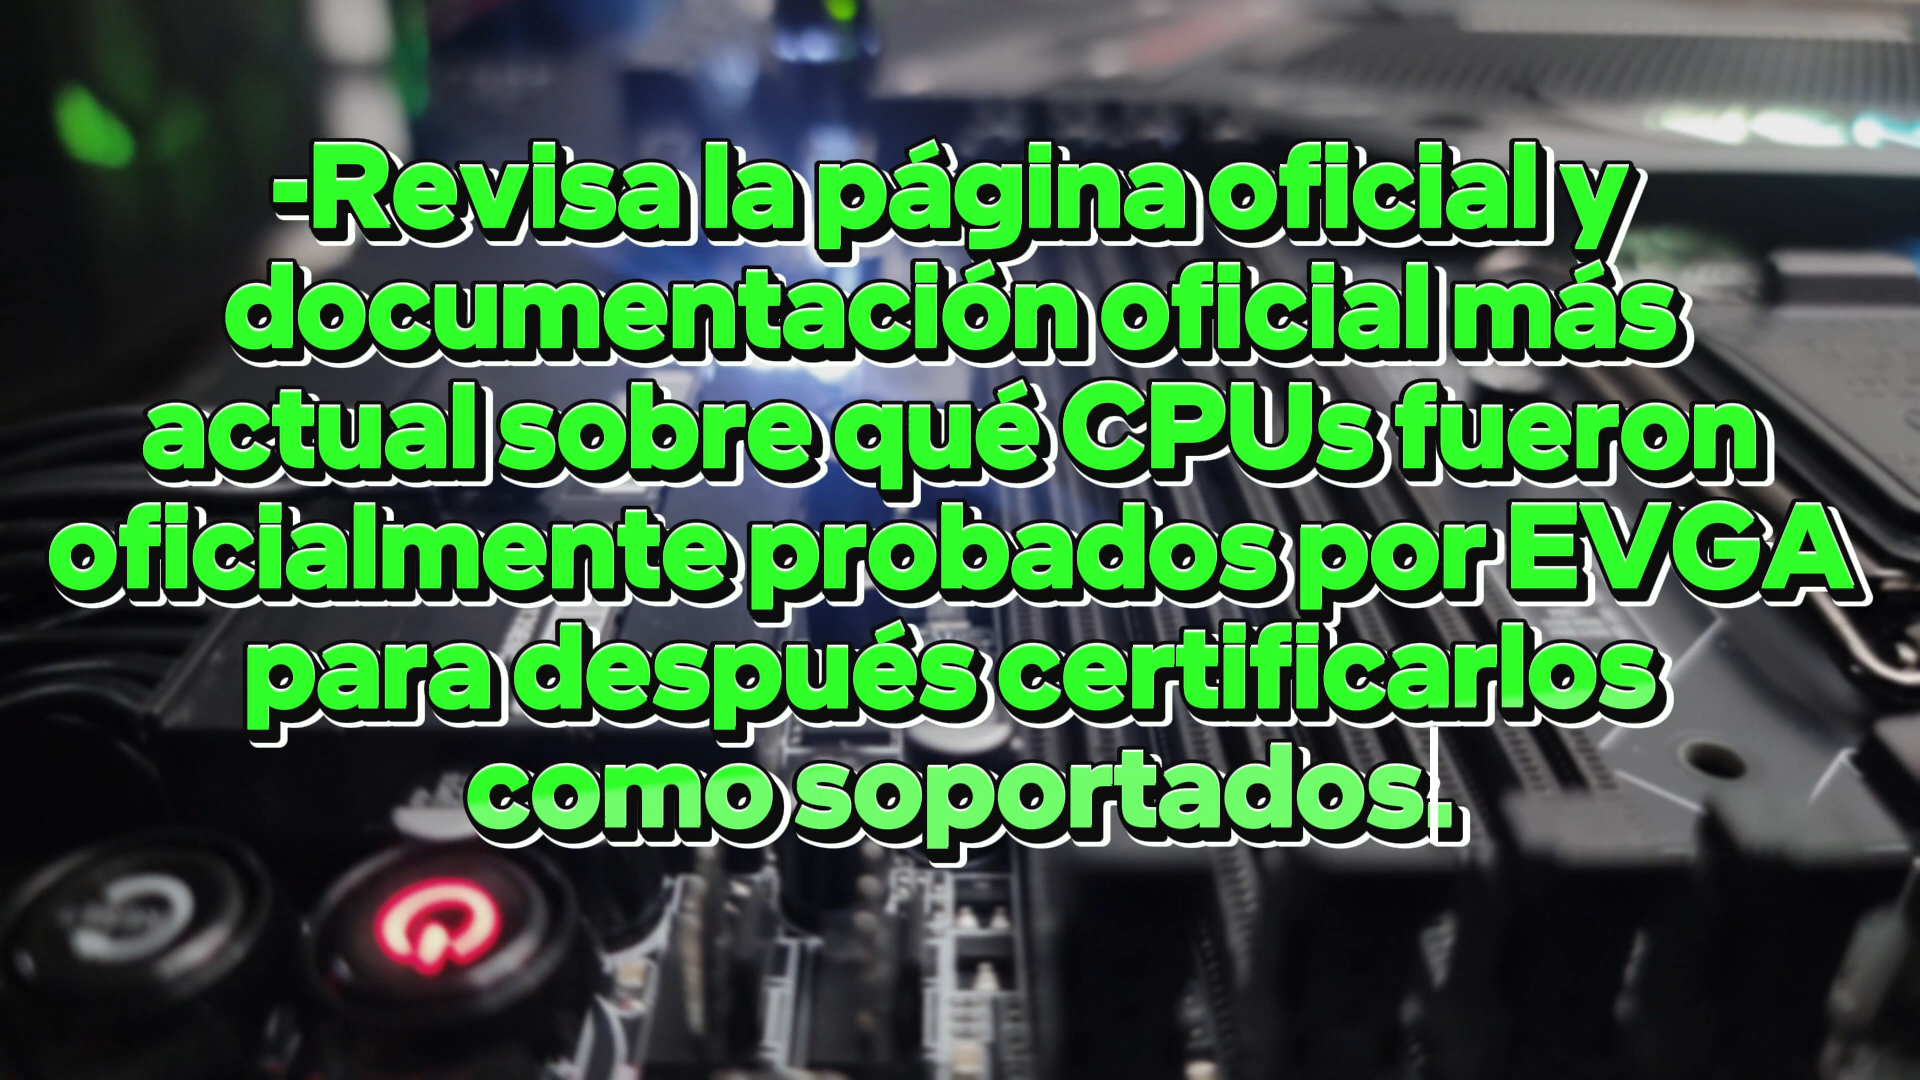 -Revisa la página oficial y
documentación oficial más
actual sobre qué CPUs fueron
oficialmente probados por EVGA
para después certificarlos
como soportados.